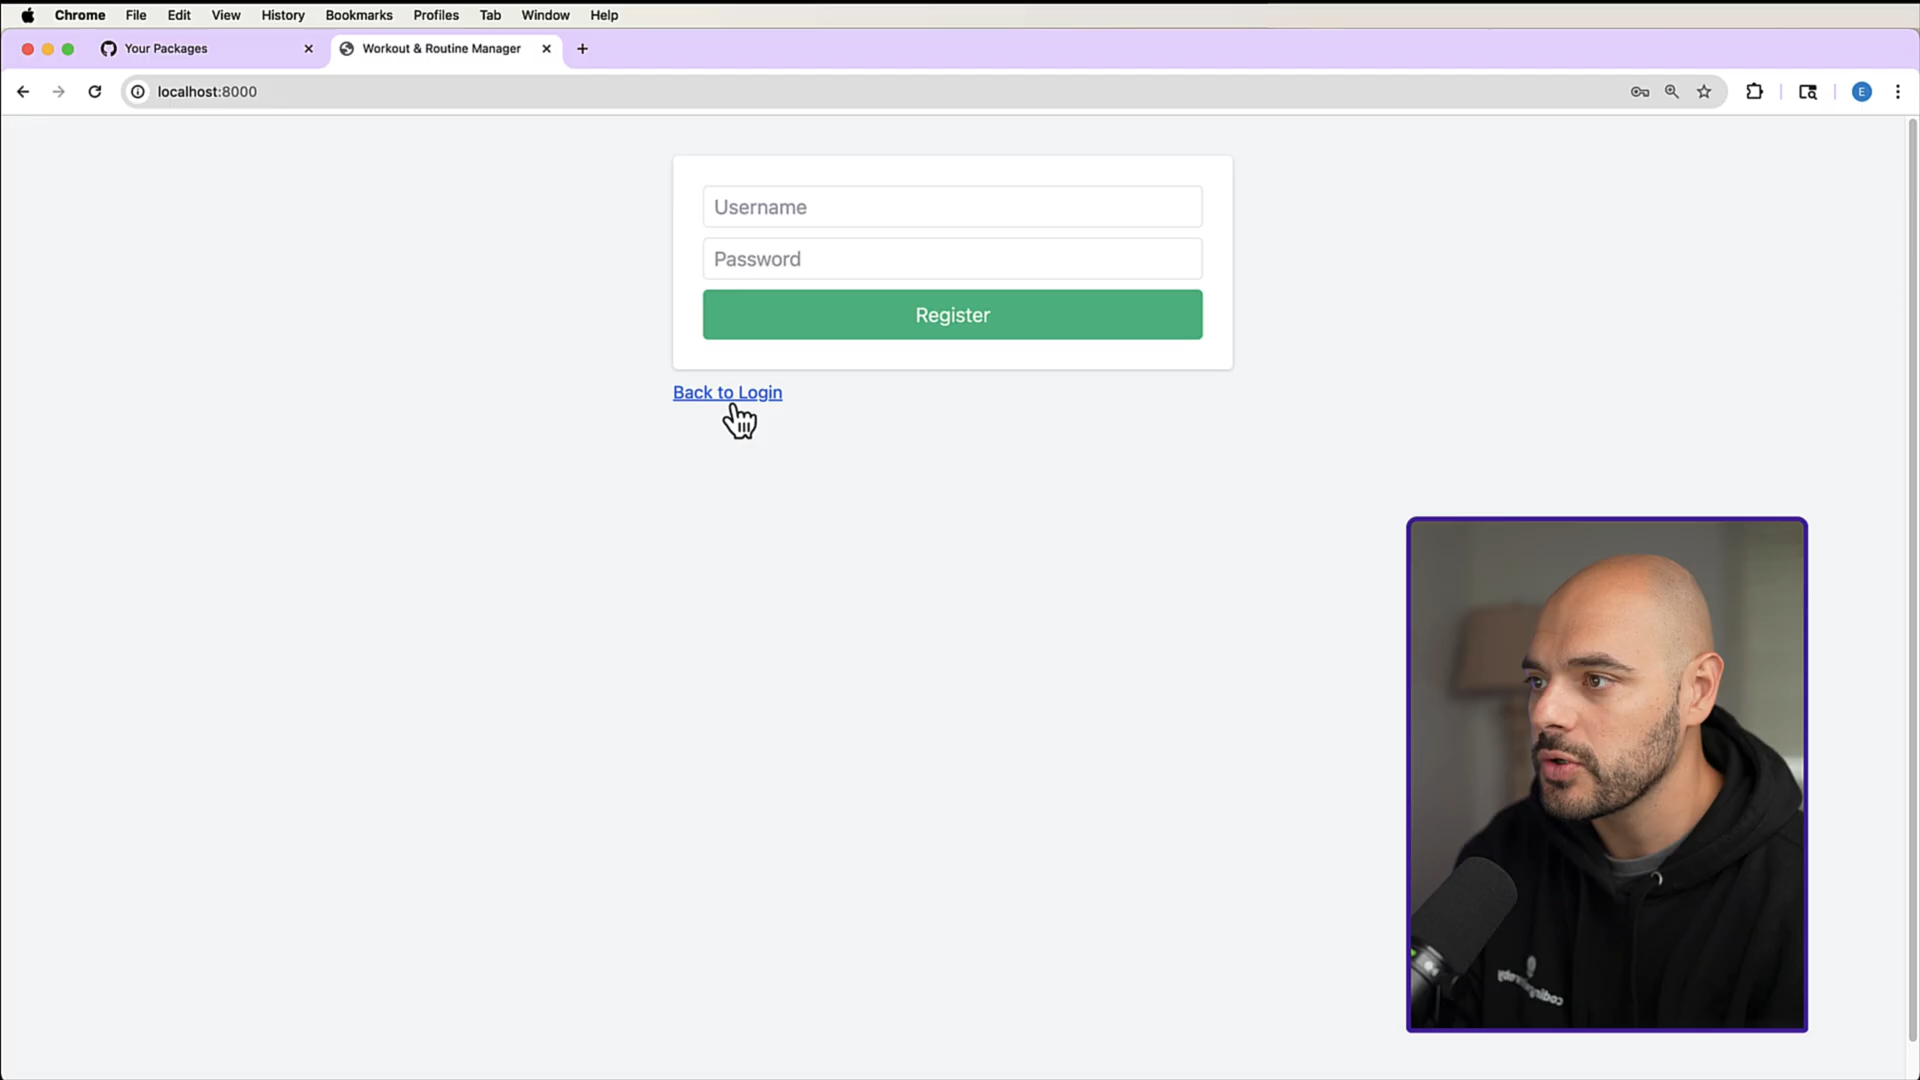 Chrome File Edit View History Bookmarks Profiles Tab Window Help
Your Packages
Workout & Routine Manager
localhost:8000
E
Username
Password
Register
Back to Login